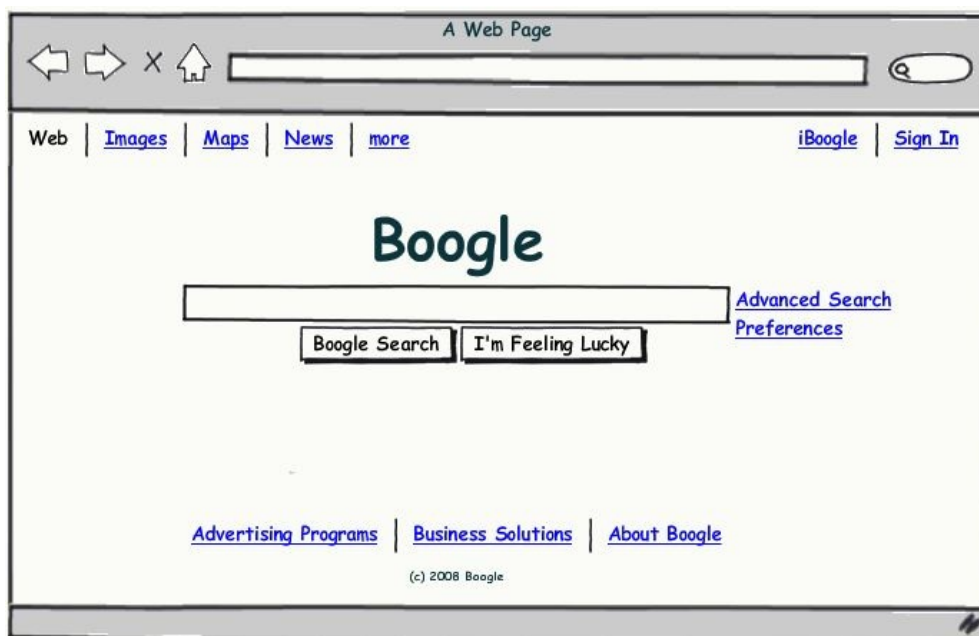 A Web Page
Web Images Maps News more iBoogle Sign In
Boogle
Advanced Search
Preferences
Boogle Search I'm Feeling Lucky
Advertising Programs Business Solutions About Boogle
(c) 2008 Boogle